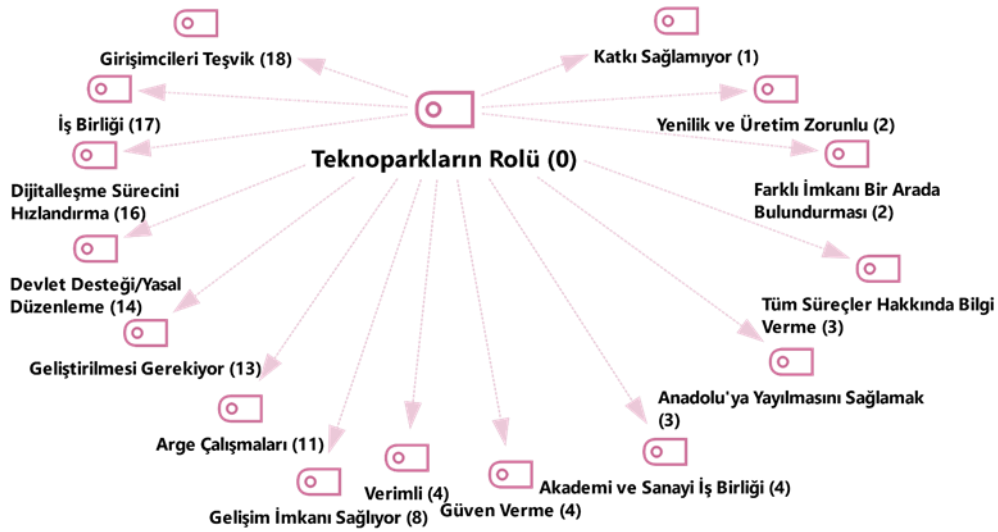 Girişimcileri Teşvik (18)
Katkı Sağlamıyor (1)
İş Birliği (17)
Yenilik ve Üretim Zorunlu (2)
Teknoparkların Rolü (0)
Dijitalleşme Sürecini
Hızlandırma (16)
Farklı İmkanı Bir Arada
Bulundurması (2)
Devlet Desteği/Yasal
Düzenleme (14)
Tüm Süreçler Hakkında Bilgi
Verme (3)
Geliştirilmesi Gerekiyor (13)
Anadolu'ya Yayılmasını Sağlamak
(3)
Arge Çalışmaları (11)
Gelişim İmkanı Sağlıyor (8)
Verimli (4)
Güven Verme (4)
Akademi ve Sanayi İş Birliği (4)